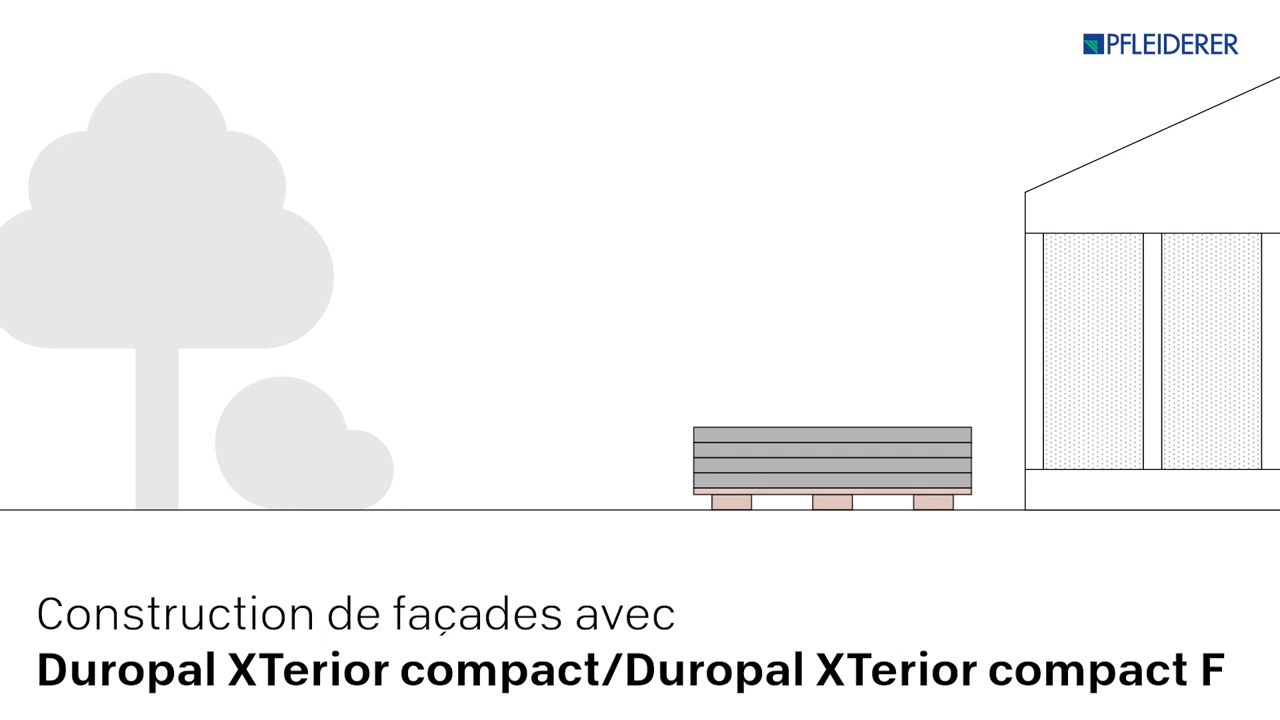 PFLEIDERER
Construction de façades avec
Duropal XTerior compact/Duropal XTerior compact F